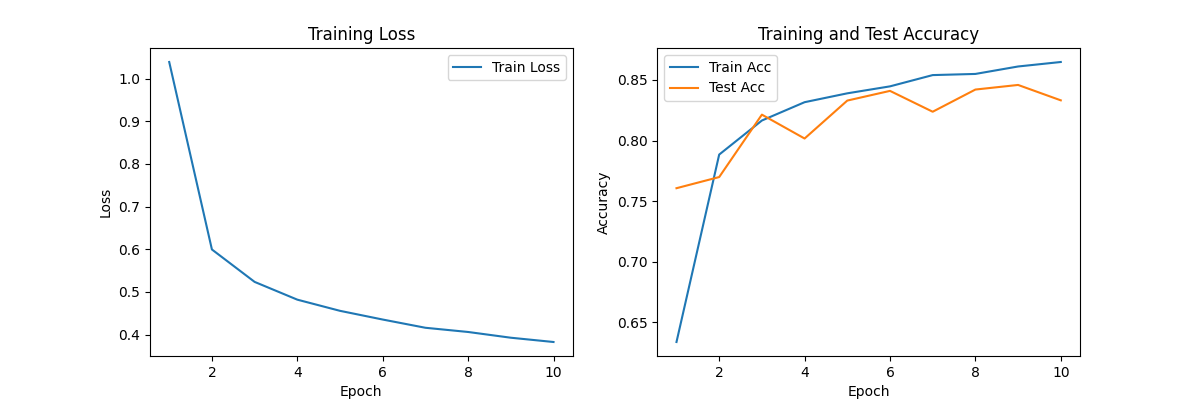 Training Loss
Train Loss
1.0
0.9
0.8
0.7
0.6
0.5
0.4
Loss
2 4 6 8 10
Epoch
Training and Test Accuracy
Train Acc
Test Acc
0.85
0.80
0.75
0.70
0.65
Accuracy
2 4 6 8 10
Epoch